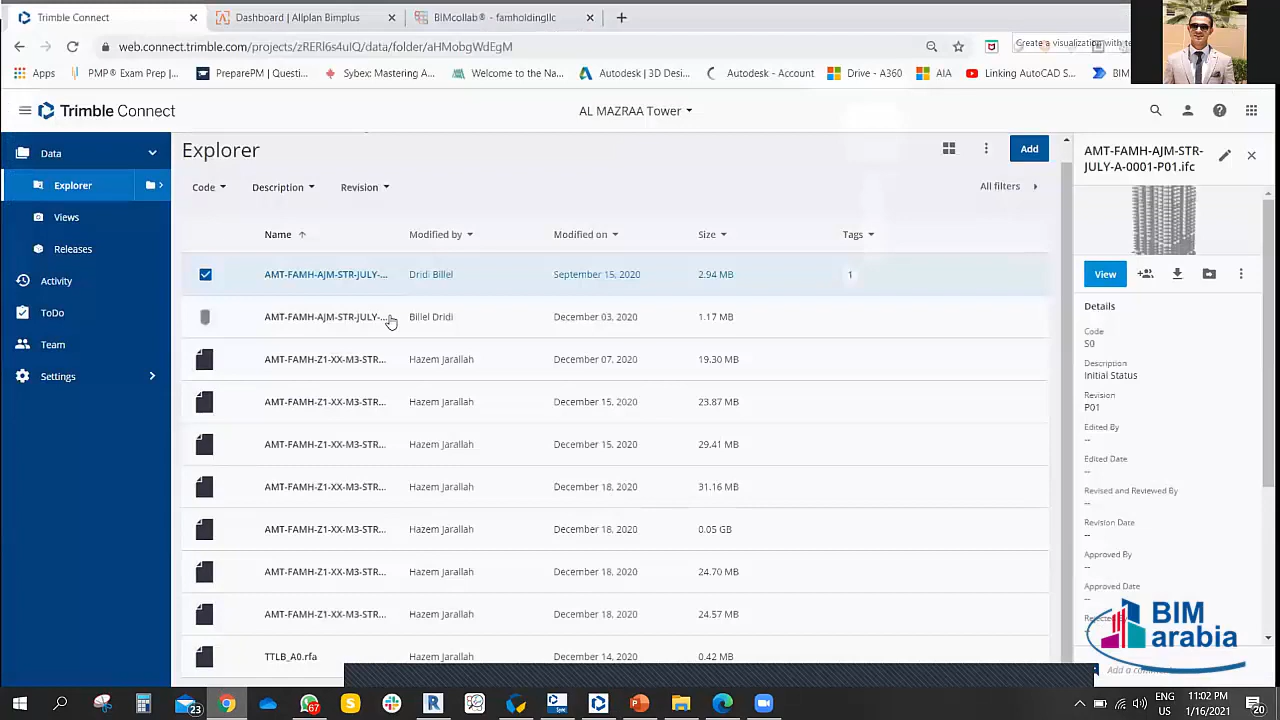 Trimble Connect
Dashboard | Allplan Bimplus
BIMcollab® - famholdingllc
Create a visualization with te
Apps
PMP® Exam Prep |...
PreparePM | Questi...
Sybex: Mastering A...
Welcome to the Na...
Autodesk | 3D Desi...
Autodesk - Account
Drive - A360
AIA
Linking AutoCAD S...
BIM
Trimble Connect
AL MAZRAA Tower
Data
Explorer
Views
Releases
Activity
ToDo
Team
Settings
Explorer
Add
Code
Description
Revision
All filters
Name
Modified by
Modified on
Size
Tags
AMT-FAMH-AJM-STR-JULY-... Dridi Billel September 15, 2020 2.94 MB 1
AMT-FAMH-AJM-STR-JULY-... Billel Dridi December 03, 2020 1.17 MB
AMT-FAMH-Z1-XX-M3-STR... Hazem Jarallah December 07, 2020 19.30 MB
AMT-FAMH-Z1-XX-M3-STR... Hazem Jarallah December 15, 2020 23.87 MB
AMT-FAMH-Z1-XX-M3-STR... Hazem Jarallah December 15, 2020 29.41 MB
AMT-FAMH-Z1-XX-M3-STR... Hazem Jarallah December 18, 2020 31.16 MB
AMT-FAMH-Z1-XX-M3-STR... Hazem Jarallah December 18, 2020 0.05 GB
AMT-FAMH-Z1-XX-M3-STR... Hazem Jarallah December 18, 2020 24.70 MB
AMT-FAMH-Z1-XX-M3-STR... Hazem Jarallah December 18, 2020 24.57 MB
TTLB_A0.rfa Hazem Jarallah December 14, 2020 0.42 MB
AMT-FAMH-AJM-STR-
JULY-A-0001-P01.ifc
View
Details
Code
S0
Description
Initial Status
Revision
P01
Edited By
--
Edited Date
--
Revised and Reviewed By
--
Revision Date
--
Approved By
--
Approved Date
--
Rejected
Add a comm
BIM
arabia
23
67
ENG
US
11:02 PM
1/16/2021
20